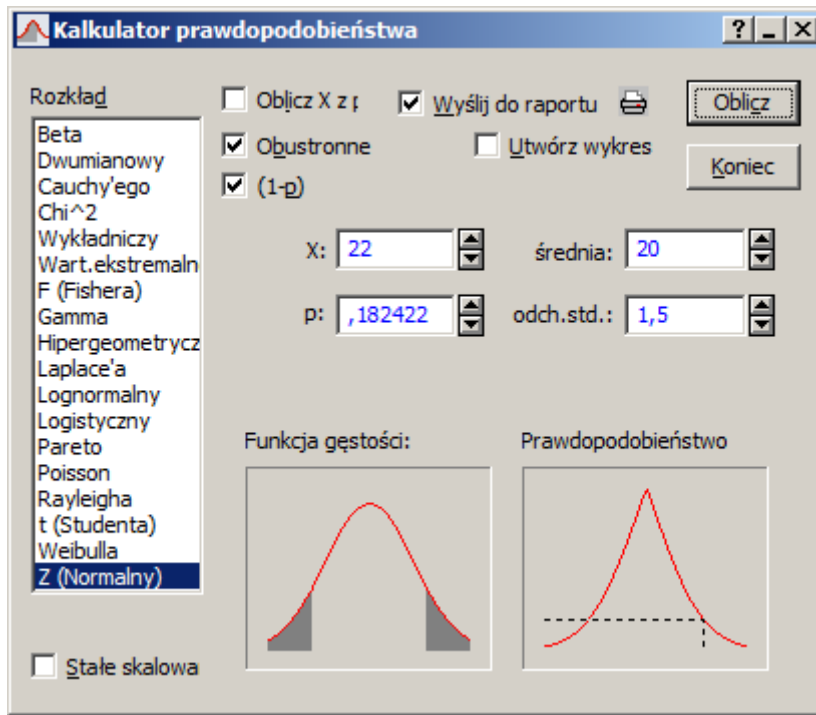 Kalkulator prawdopodobieństwa
Rozkład
Oblicz X z p
Wyślij do raportu
Oblicz
Obustronne
Utwórz wykres
Koniec
(1-p)
Beta
Dwumianowy
Cauchy'ego
Chi^2
Wykładniczy
Wart.ekstremaln
F (Fishera)
Gamma
Hipergeometrycz
Laplace'a
Lognormalny
Logistyczny
Pareto
Poisson
Rayleigha
t (Studenta)
Weibulla
Z (Normalny)
X: 22
średnia: 20
p: ,182422
odch.std.: 1,5
Funkcja gęstości:
Prawdopodobieństwo
Stałe skalowa